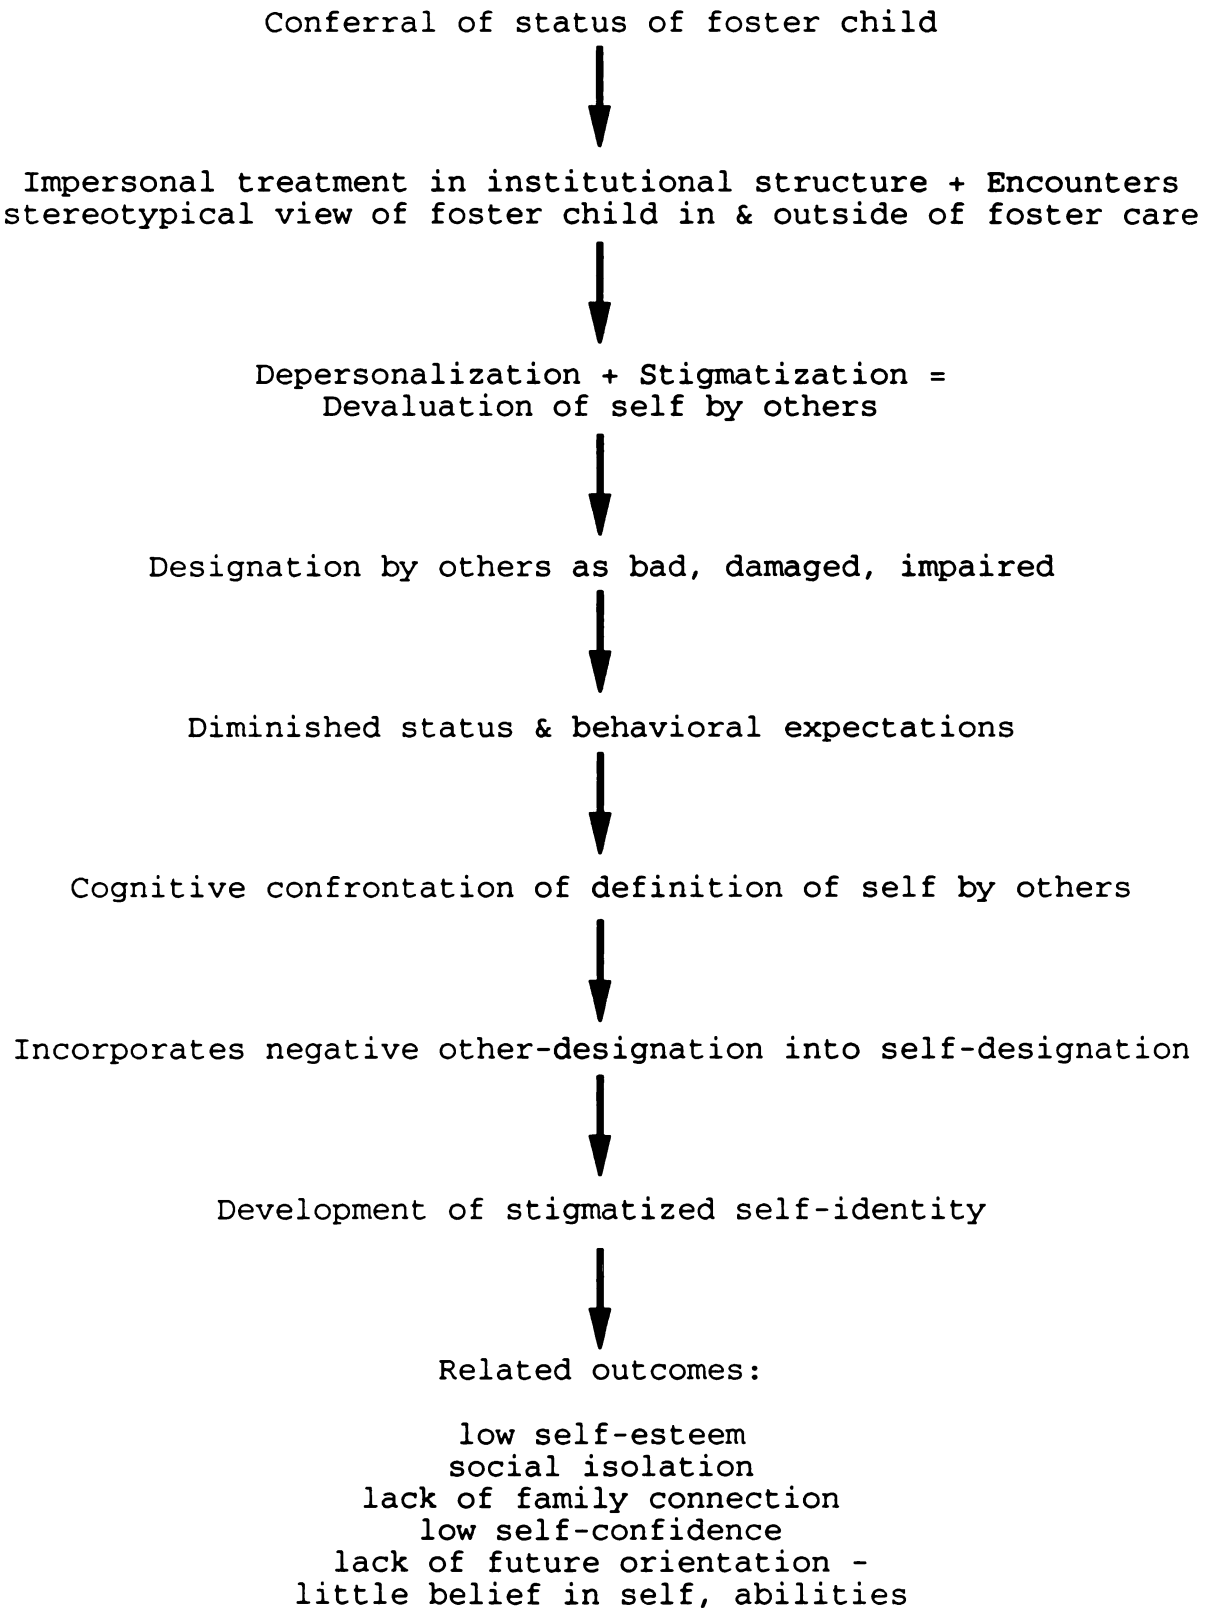 Conferral of status of foster child
Impersonal treatment in institutional structure + Encounters
stereotypical view of foster child in & outside of foster care
Depersonalization + Stigmatization =
Devaluation of self by others
Designation by others as bad, damaged, impaired
Diminished status & behavioral expectations
Cognitive confrontation of definition of self by others
Incorporates negative other-designation into self-designation
Development of stigmatized self-identity
Related outcomes:
low self-esteem
social isolation
lack of family connection
low self-confidence
lack of future orientation -
little belief in self, abilities